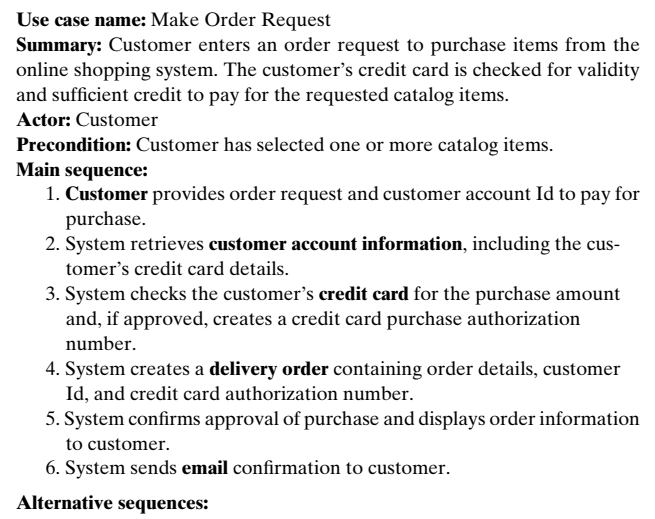 Use case name: Make Order Request
Summary: Customer enters an order request to purchase items from the
online shopping system. The customer's credit card is checked for validity
and sufficient credit to pay for the requested catalog items.
Actor: Customer
Precondition: Customer has selected one or more catalog items.
Main sequence:
1. Customer provides order request and customer account Id to pay for
purchase.
2. System retrieves customer account information, including the cus-
tomer's credit card details.
3. System checks the customer's credit card for the purchase amount
and, if approved, creates a credit card purchase authorization
number.
4. System creates a delivery order containing order details, customer
Id, and credit card authorization number.
5. System confirms approval of purchase and displays order information
to customer.
6. System sends email confirmation to customer.
Alternative sequences: